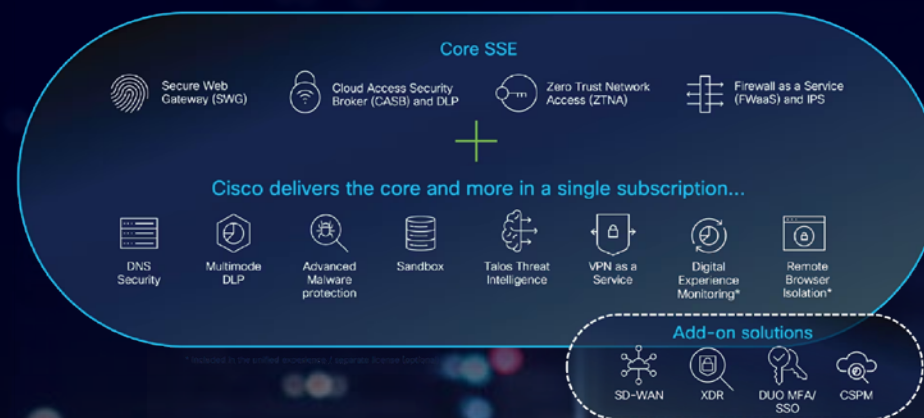 Core SSE
Secure Web
Gateway (SWG)
Cloud Access Security
Broker (CASB) and DLP
Zero Trust Network
Access (ZTNA)
Firewall as a Service
(FWaaS) and IPS
Cisco delivers the core and more in a single subscription...
DNS
Security
Multimode
DLP
Advanced
Malware
protection
Sandbox
Talos Threat
Intelligence
VPN as a
Service
Digital
Experience
Monitoring*
Remote
Browser
Isolation*
Add-on solutions
SD-WAN
XDR
DUO MFA/
SSO
CSPM